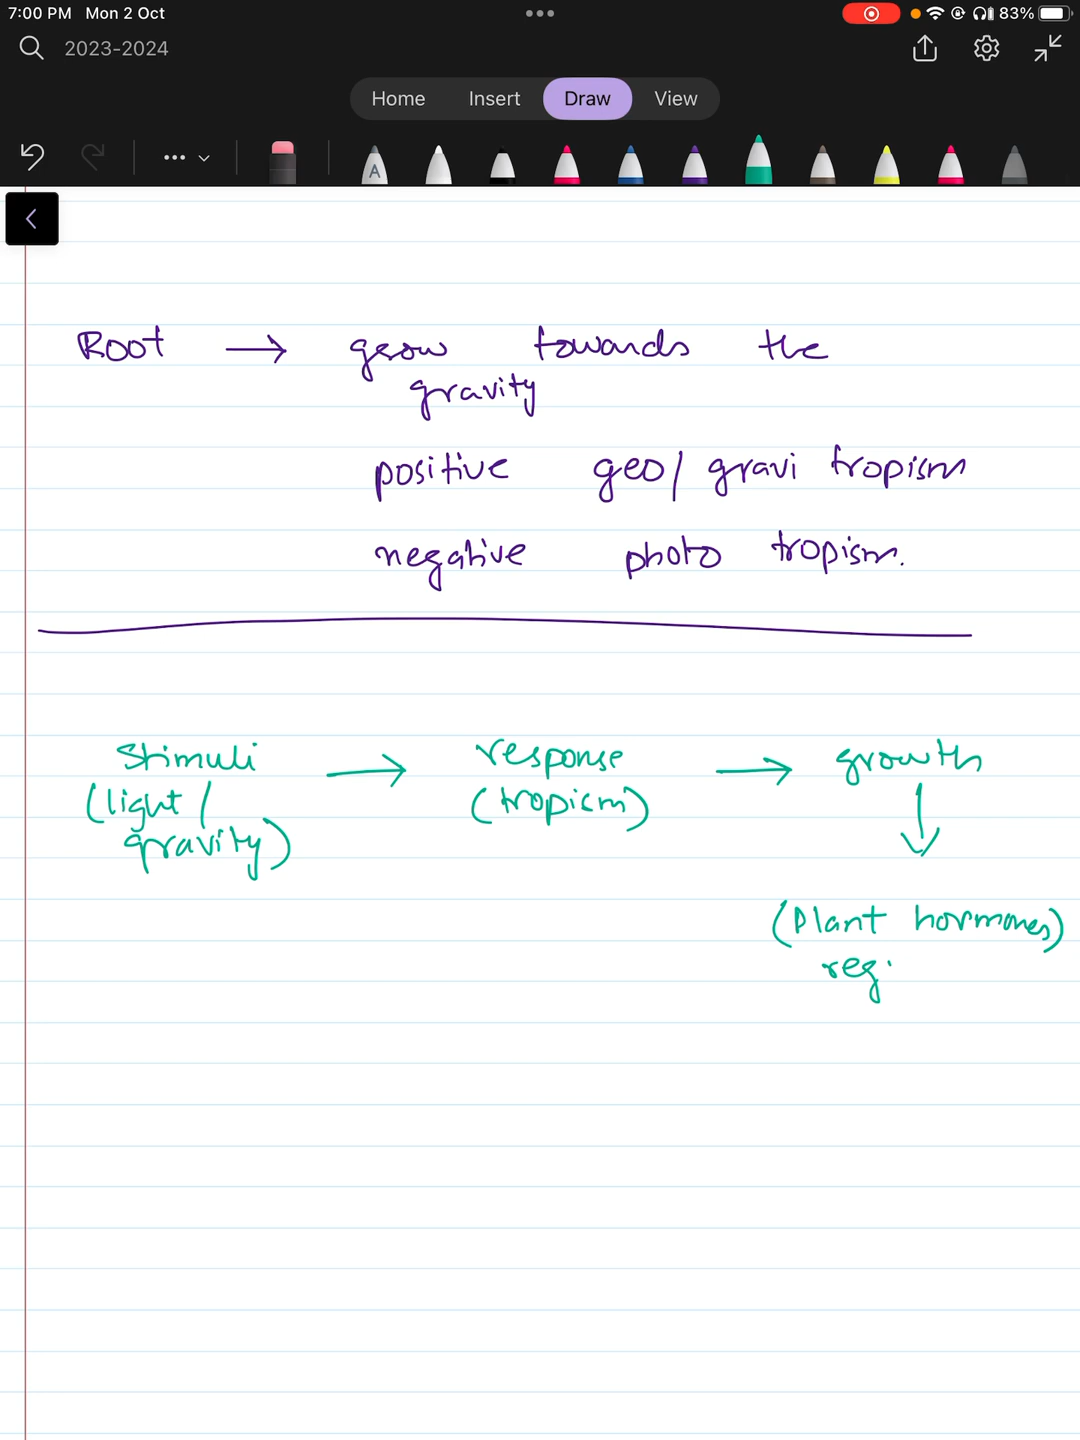 7:00 PM Mon 2 Oct
83%
2023-2024
Home Insert Draw View
A
Root → grow towards the
gravity
positive geo/ gravi tropism
negative photo tropism.
Stimuli → response → growth
(light / (tropism) ↓
gravity)
(Plant hormones)
reg.